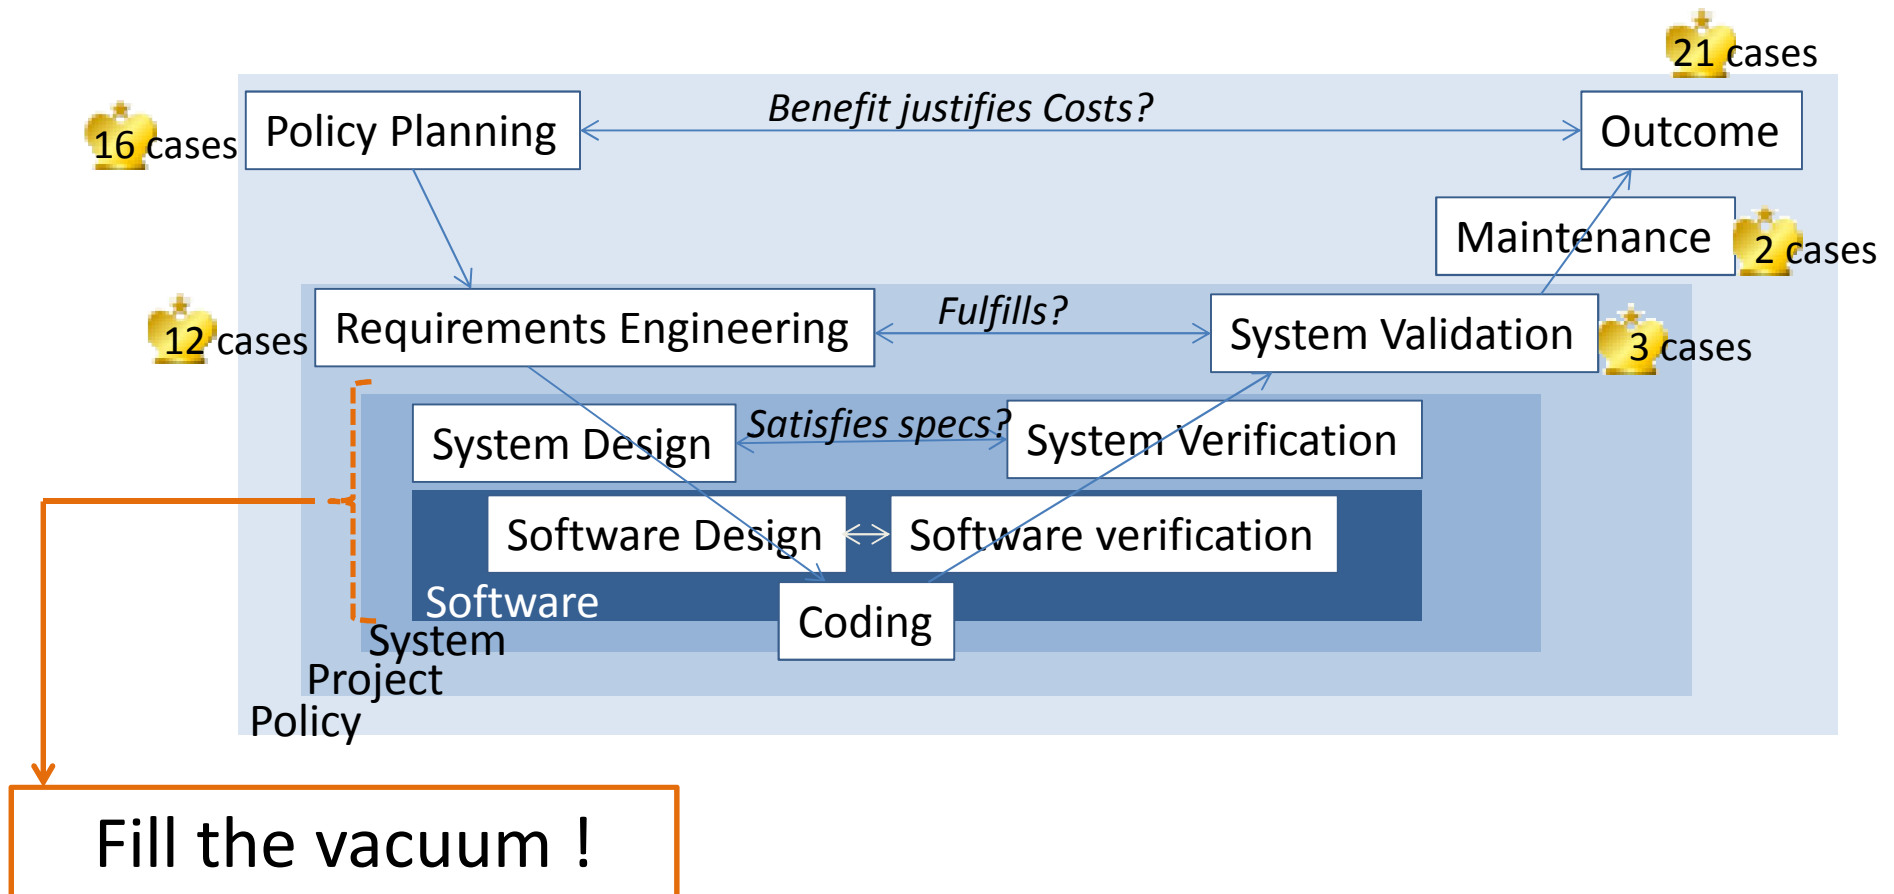 21 cases
Benefit justifies Costs?
Policy Planning
Outcome
16 cases
Maintenance
2 cases
Requirements Engineering
Fulfills?
System Validation
12 cases
3 cases
System Design
Satisfies specs?
System Verification
Software Design
Software verification
Software
Coding
System
Project
Policy
Fill the vacuum !